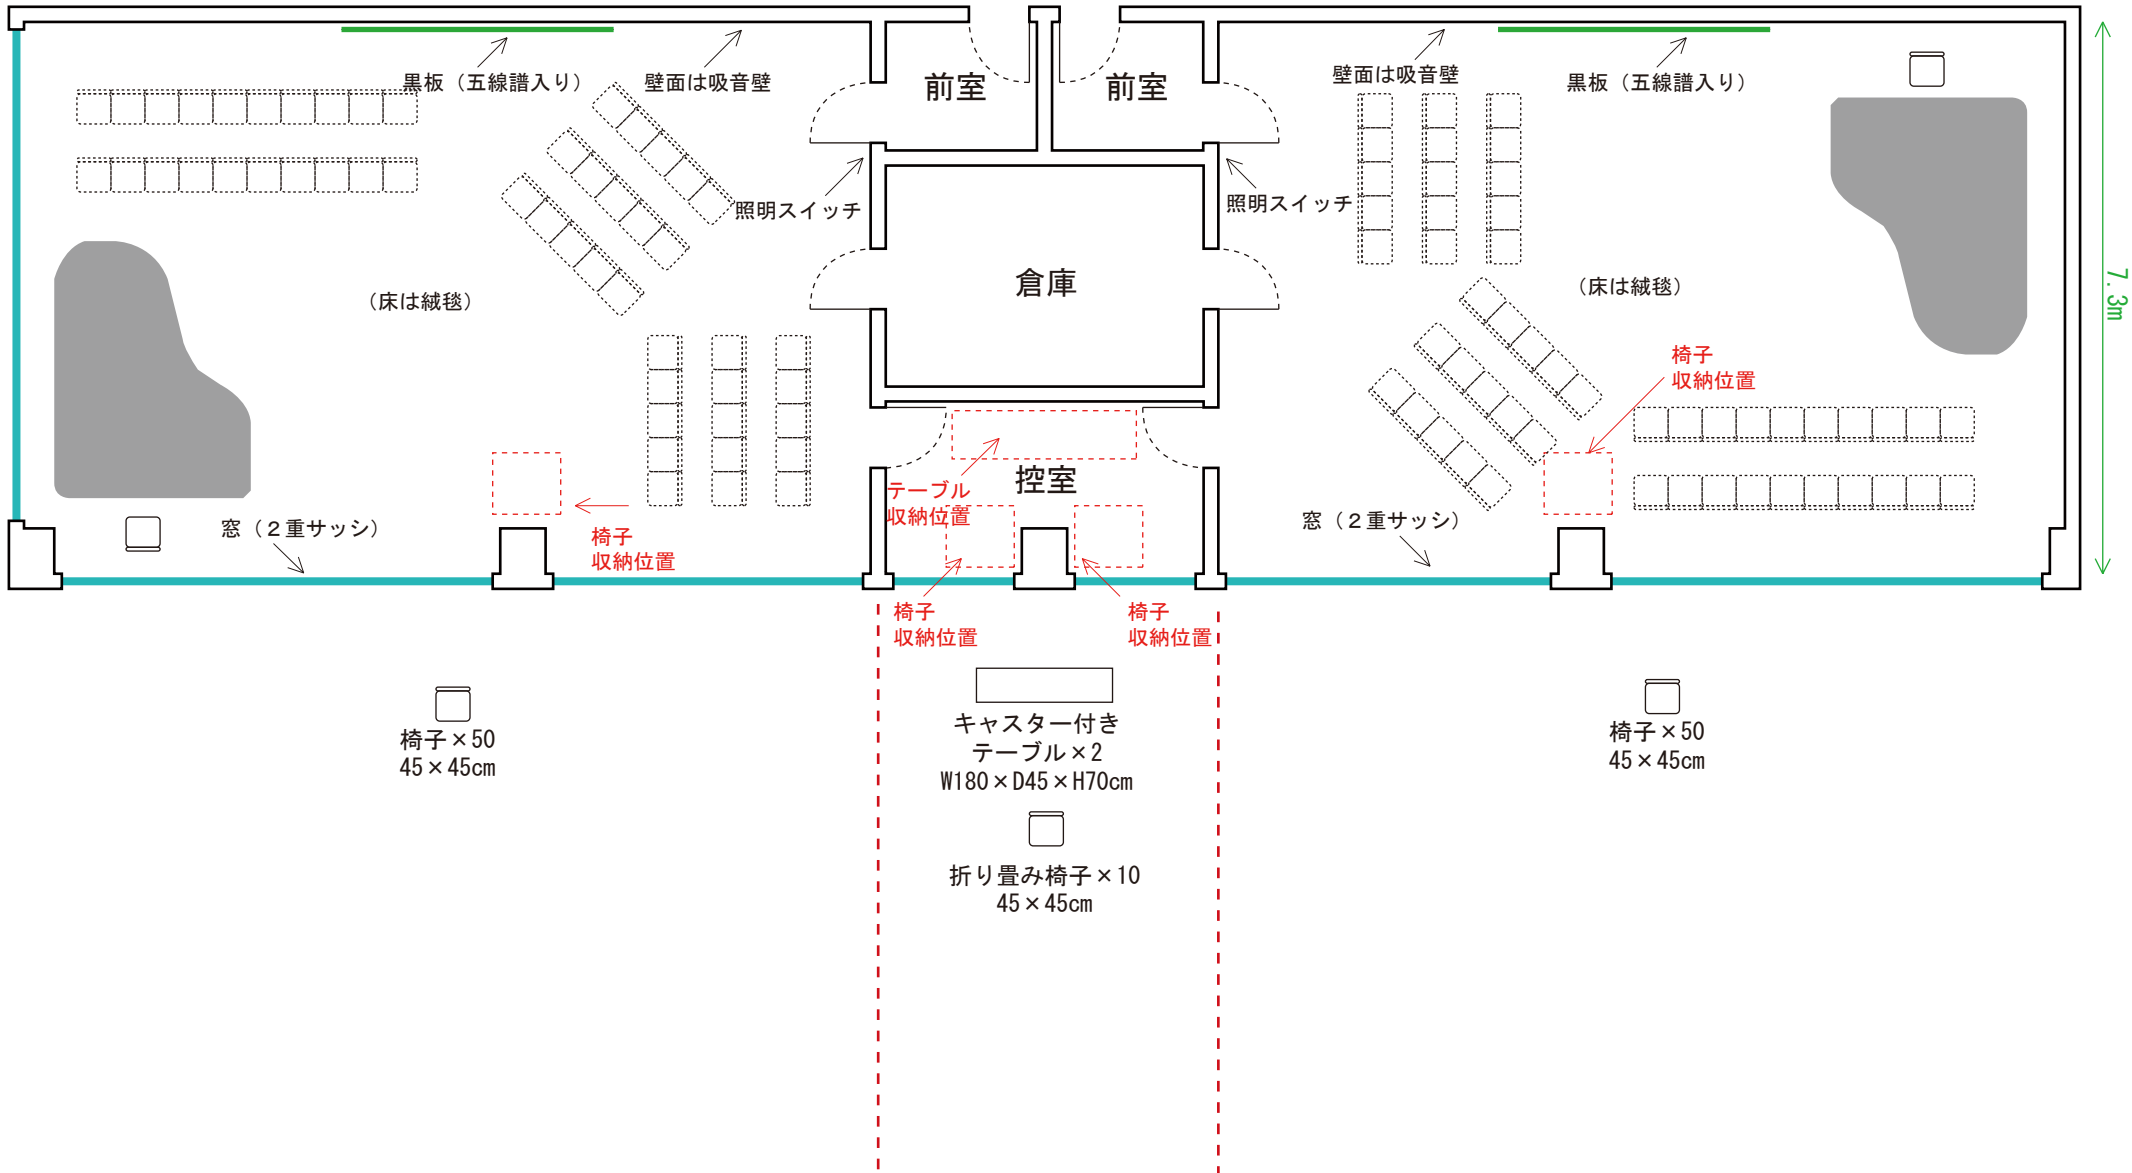 黒板（五線譜入り）
壁面は吸音壁
前室
前室
壁面は吸音壁
黒板（五線譜入り）
照明スイッチ
照明スイッチ
倉庫
（床は絨毯）
（床は絨毯）
7.3m
椅子
収納位置
控室
テーブル
収納位置
窓（２重サッシ）
椅子
収納位置
窓（２重サッシ）
椅子
収納位置
椅子
収納位置
椅子×50
45×45cm
キャスター付き
テーブル×2
W180×D45×H70cm
椅子×50
45×45cm
折り畳み椅子×10
45×45cm